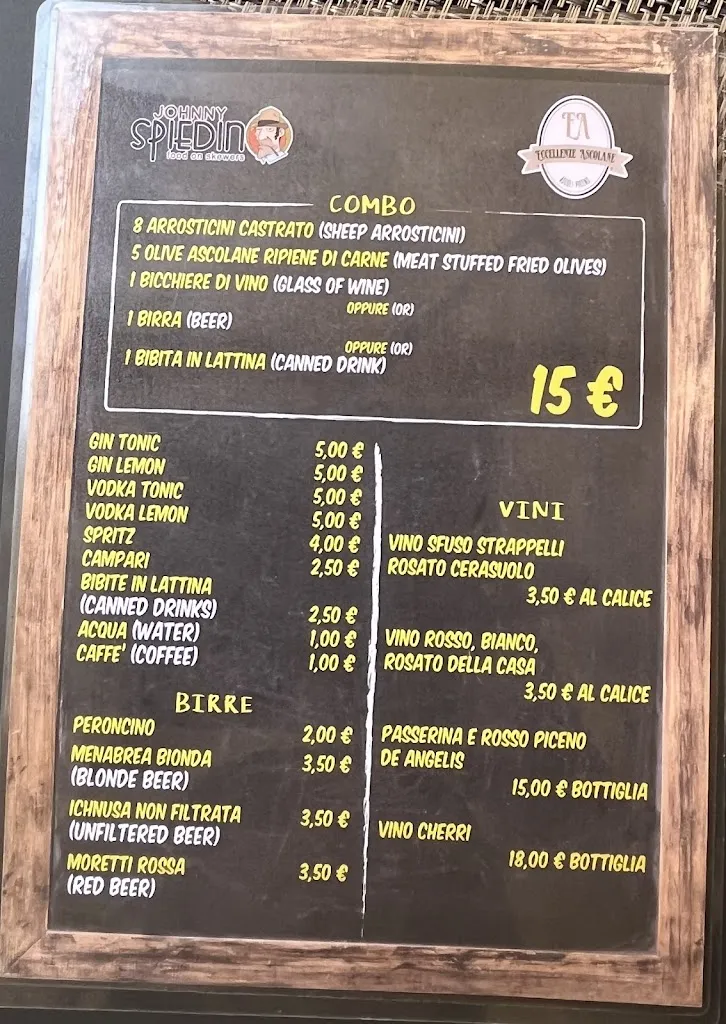 JOHNNY
SPIEDINO
food on skewers
EA
ECCELLENZE ASCOLANE
ASCOLI PICENO
COMBO
8 ARROSTICINI CASTRATO (SHEEP ARROSTICINI)
5 OLIVE ASCOLANE RIPIENE DI CARNE (MEAT STUFFED FRIED OLIVES)
1 BICCHIERE DI VINO (GLASS OF WINE)
OPPURE (OR)
1 BIRRA (BEER)
OPPURE (OR)
1 BIBITA IN LATTINA (CANNED DRINK)
15 €
GIN TONIC 5,00 €
GIN LEMON 5,00 €
VODKA TONIC 5,00 €
VODKA LEMON 5,00 €
SPRITZ 4,00 €
CAMPARI 2,50 €
BIBITE IN LATTINA
(CANNED DRINKS) 2,50 €
ACQUA (WATER) 1,00 €
CAFFE' (COFFEE) 1,00 €
BIRRE
PERONCINO 2,00 €
MENABREA BIONDA 3,50 €
(BLONDE BEER)
ICHNUSA NON FILTRATA 3,50 €
(UNFILTERED BEER)
MORETTI ROSSA 3,50 €
(RED BEER)
VINI
VINO SFUSO STRAPPELLI
ROSATO CERASUOLO
3,50 € AL CALICE
VINO ROSSO, BIANCO,
ROSATO DELLA CASA
3,50 € AL CALICE
PASSERINA E ROSSO PICENO
DE ANGELIS
15,00 € BOTTIGLIA
VINO CHERRI
18,00 € BOTTIGLIA